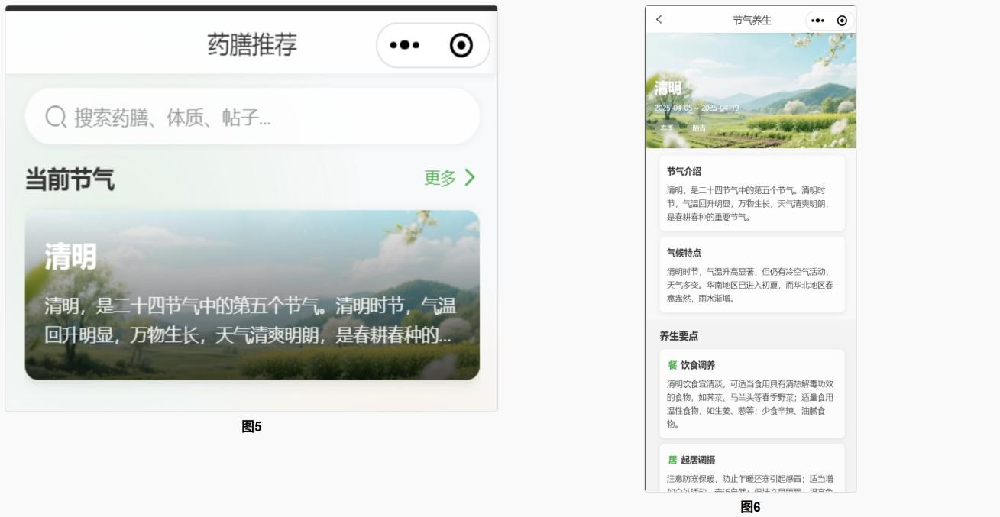 药膳推荐
搜索药膳、体质、帖子...
当前节气
更多
清明
清明，是二十四节气中的第五个节气。清明时节，气温
回升明显，万物生长，天气清爽明朗，是春耕春种的...
图5
节气养生
清明
2025-04-05 ~ 2025-04-19
春季 踏青
节气介绍
清明，是二十四节气中的第五个节气。清明时
节，气温回升明显，万物生长，天气清爽明朗，
是春耕春种的重要节气。
气候特点
清明时节，气温升高显著，但仍有冷空气活动，
天气多变。华南地区已进入初夏，而华北地区春
意盎然，雨水渐增。
养生要点
餐 饮食调养
清明饮食宜清淡，可适当食用具有清热解毒功效
的食物，如荠菜、马兰头等春季野菜；适量食用
温性食物，如生姜、葱等；少食辛辣、油腻食
物。
居 起居调摄
注意防寒保暖，防止乍暖还寒引起感冒；适当增
图6